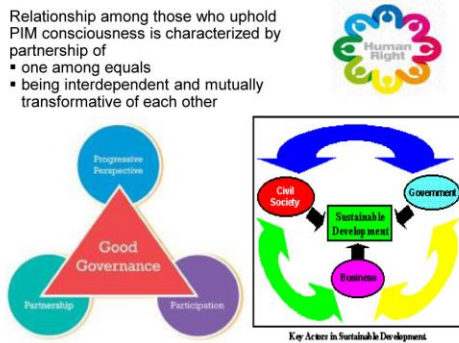 Relationship among those who uphold
PIM consciousness is characterized by
partnership of
▪ one among equals
▪ being interdependent and mutually
transformative of each other
Human
Right
Progressive
Perspective
Good
Governance
Partnership
Participation
Civil
Society
Government
Sustainable
Development
Business
Key Actors in Sustainable Development